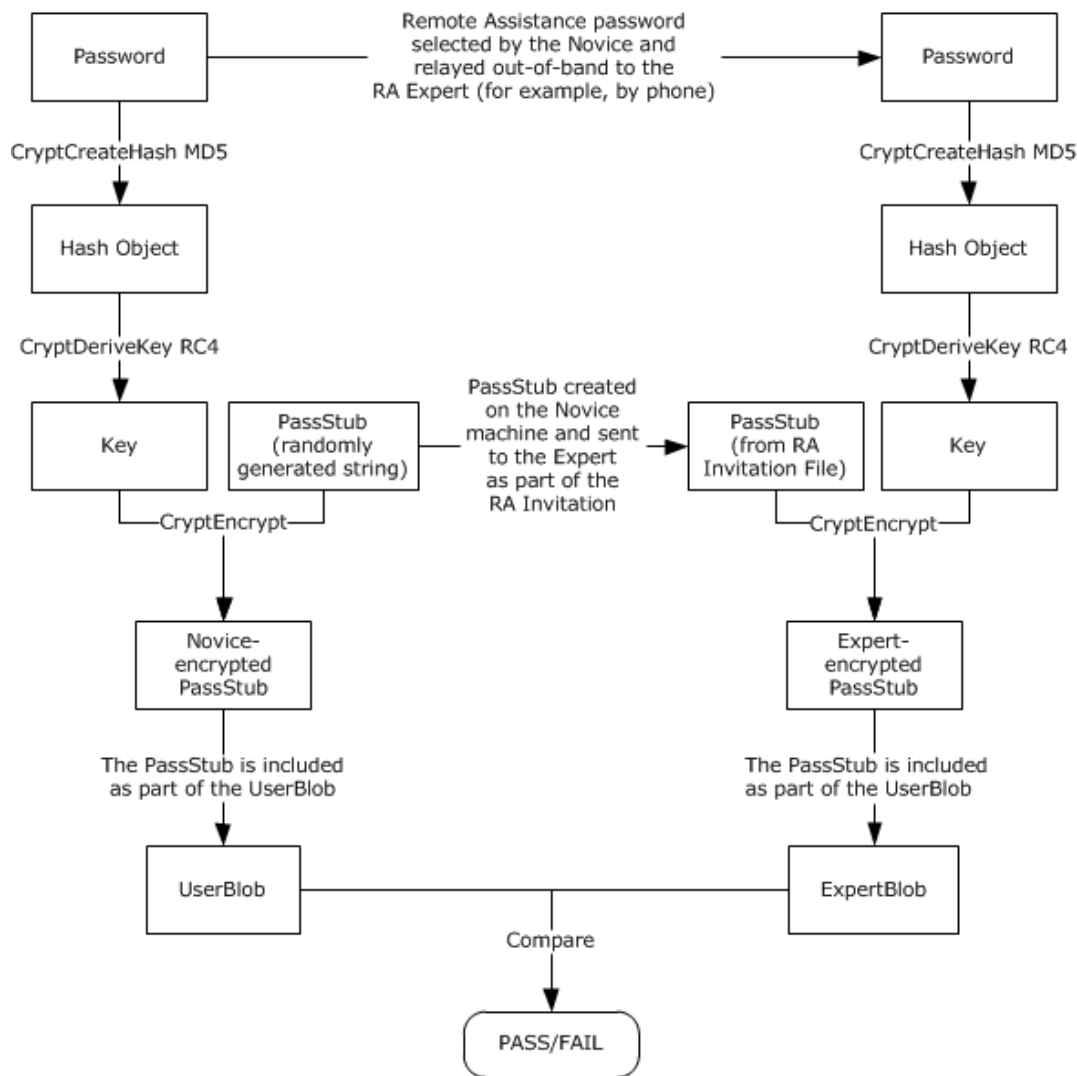 Password
Remote Assistance password
selected by the Novice and
relayed out-of-band to the
RA Expert (for example, by phone)
Password
CryptCreateHash MD5
CryptCreateHash MD5
Hash Object
Hash Object
CryptDeriveKey RC4
CryptDeriveKey RC4
Key
PassStub
(randomly
generated string)
PassStub created
on the Novice
machine and sent
to the Expert
as part of the
RA Invitation
PassStub
(from RA
Invitation File)
Key
CryptEncrypt
CryptEncrypt
Novice-
encrypted
PassStub
Expert-
encrypted
PassStub
The PassStub is included
as part of the UserBlob
The PassStub is included
as part of the UserBlob
UserBlob
ExpertBlob
Compare
PASS/FAIL